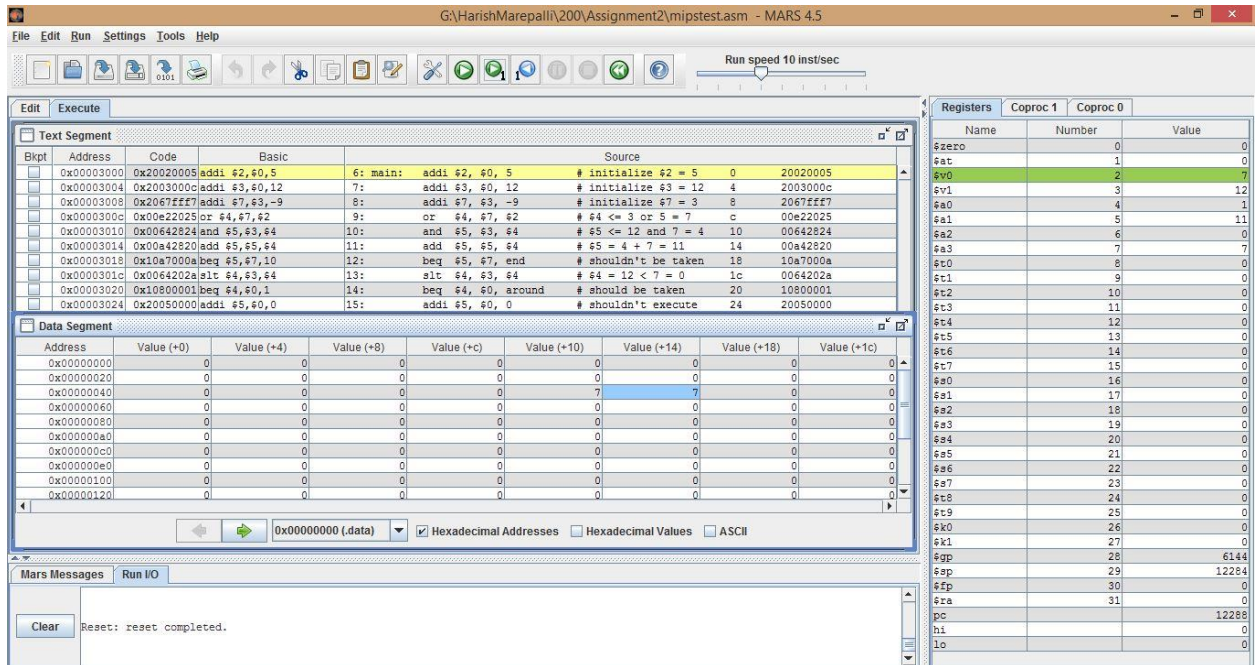 G:\HarishMarepalli\200\Assignment2\mipstest.asm - MARS 4.5
File Edit Run Settings Tools Help
Run speed 10 inst/sec
Edit Execute
Text Segment
Bkpt Address Code Basic Source
0x00003000 0x20020005 addi $2,$0,5 6: main: addi $2, $0, 5 # initialize $2 = 5 0 20020005
0x00003004 0x2003000c addi $3,$0,12 7: addi $3, $0, 12 # initialize $3 = 12 4 2003000c
0x00003008 0x2067fff7 addi $7,$3,-9 8: addi $7, $3, -9 # initialize $7 = 3 8 2067fff7
0x0000300c 0x00e22025 or $4,$7,$2 9: or $4, $7, $2 # $4 <= 3 or 5 = 7 c 00e22025
0x00003010 0x00642824 and $5,$3,$4 10: and $5, $3, $4 # $5 <= 12 and 7 = 4 10 00642824
0x00003014 0x00a42820 add $5,$5,$4 11: add $5, $5, $4 # $5 = 4 + 7 = 11 14 00a42820
0x00003018 0x10a7000a beq $5,$7,10 12: beq $5, $7, end # shouldn't be taken 18 10a7000a
0x0000301c 0x0064202a slt $4,$3,$4 13: slt $4, $3, $4 # $4 = 12 < 7 = 0 1c 0064202a
0x00003020 0x10800001 beq $4,$0,1 14: beq $4, $0, around # should be taken 20 10800001
0x00003024 0x20050000 addi $5,$0,0 15: addi $5, $0, 0 # shouldn't execute 24 20050000
Data Segment
Address Value (+0) Value (+4) Value (+8) Value (+c) Value (+10) Value (+14) Value (+18) Value (+1c)
0x00000000 0 0 0 0 0 0 0 0
0x00000020 0 0 0 0 0 0 0 0
0x00000040 0 0 0 0 7 7 0 0
0x00000060 0 0 0 0 0 0 0 0
0x00000080 0 0 0 0 0 0 0 0
0x000000a0 0 0 0 0 0 0 0 0
0x000000c0 0 0 0 0 0 0 0 0
0x000000e0 0 0 0 0 0 0 0 0
0x00000100 0 0 0 0 0 0 0 0
0x00000120 0 0 0 0 0 0 0 0
0x00000000 (.data) Hexadecimal Addresses Hexadecimal Values ASCII
Mars Messages Run I/O
Clear
Reset: reset completed.
Registers Coproc 1 Coproc 0
Name Number Value
$zero 0 0
$at 1 0
$v0 2 7
$v1 3 12
$a0 4 1
$a1 5 11
$a2 6 0
$a3 7 7
$t0 8 0
$t1 9 0
$t2 10 0
$t3 11 0
$t4 12 0
$t5 13 0
$t6 14 0
$t7 15 0
$s0 16 0
$s1 17 0
$s2 18 0
$s3 19 0
$s4 20 0
$s5 21 0
$s6 22 0
$s7 23 0
$t8 24 0
$t9 25 0
$k0 26 0
$k1 27 0
$gp 28 6144
$sp 29 12284
$fp 30 0
$ra 31 0
pc 12288
hi 0
lo 0